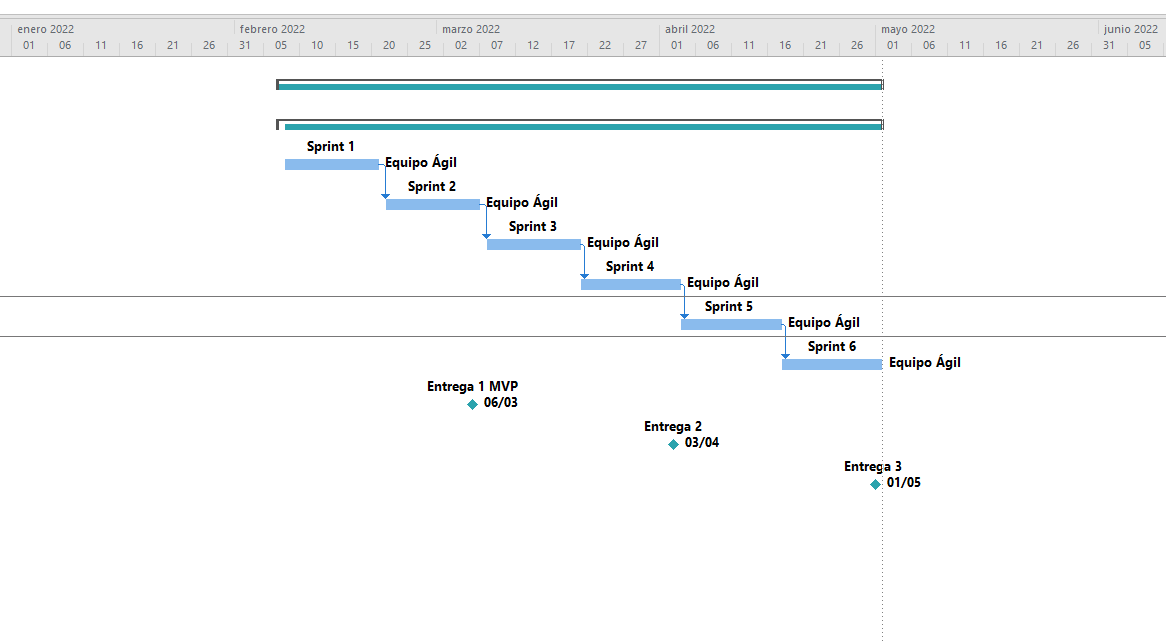 enero 2022 febrero 2022 marzo 2022 abril 2022 mayo 2022 junio 2022
01 06 11 16 21 26 31 05 10 15 20 25 02 07 12 17 22 27 01 06 11 16 21 26 01 06 11 16 21 26 31 05
Sprint 1
Equipo Ágil
Sprint 2
Equipo Ágil
Sprint 3
Equipo Ágil
Sprint 4
Equipo Ágil
Sprint 5
Equipo Ágil
Sprint 6
Equipo Ágil
Entrega 1 MVP
06/03
Entrega 2
03/04
Entrega 3
01/05